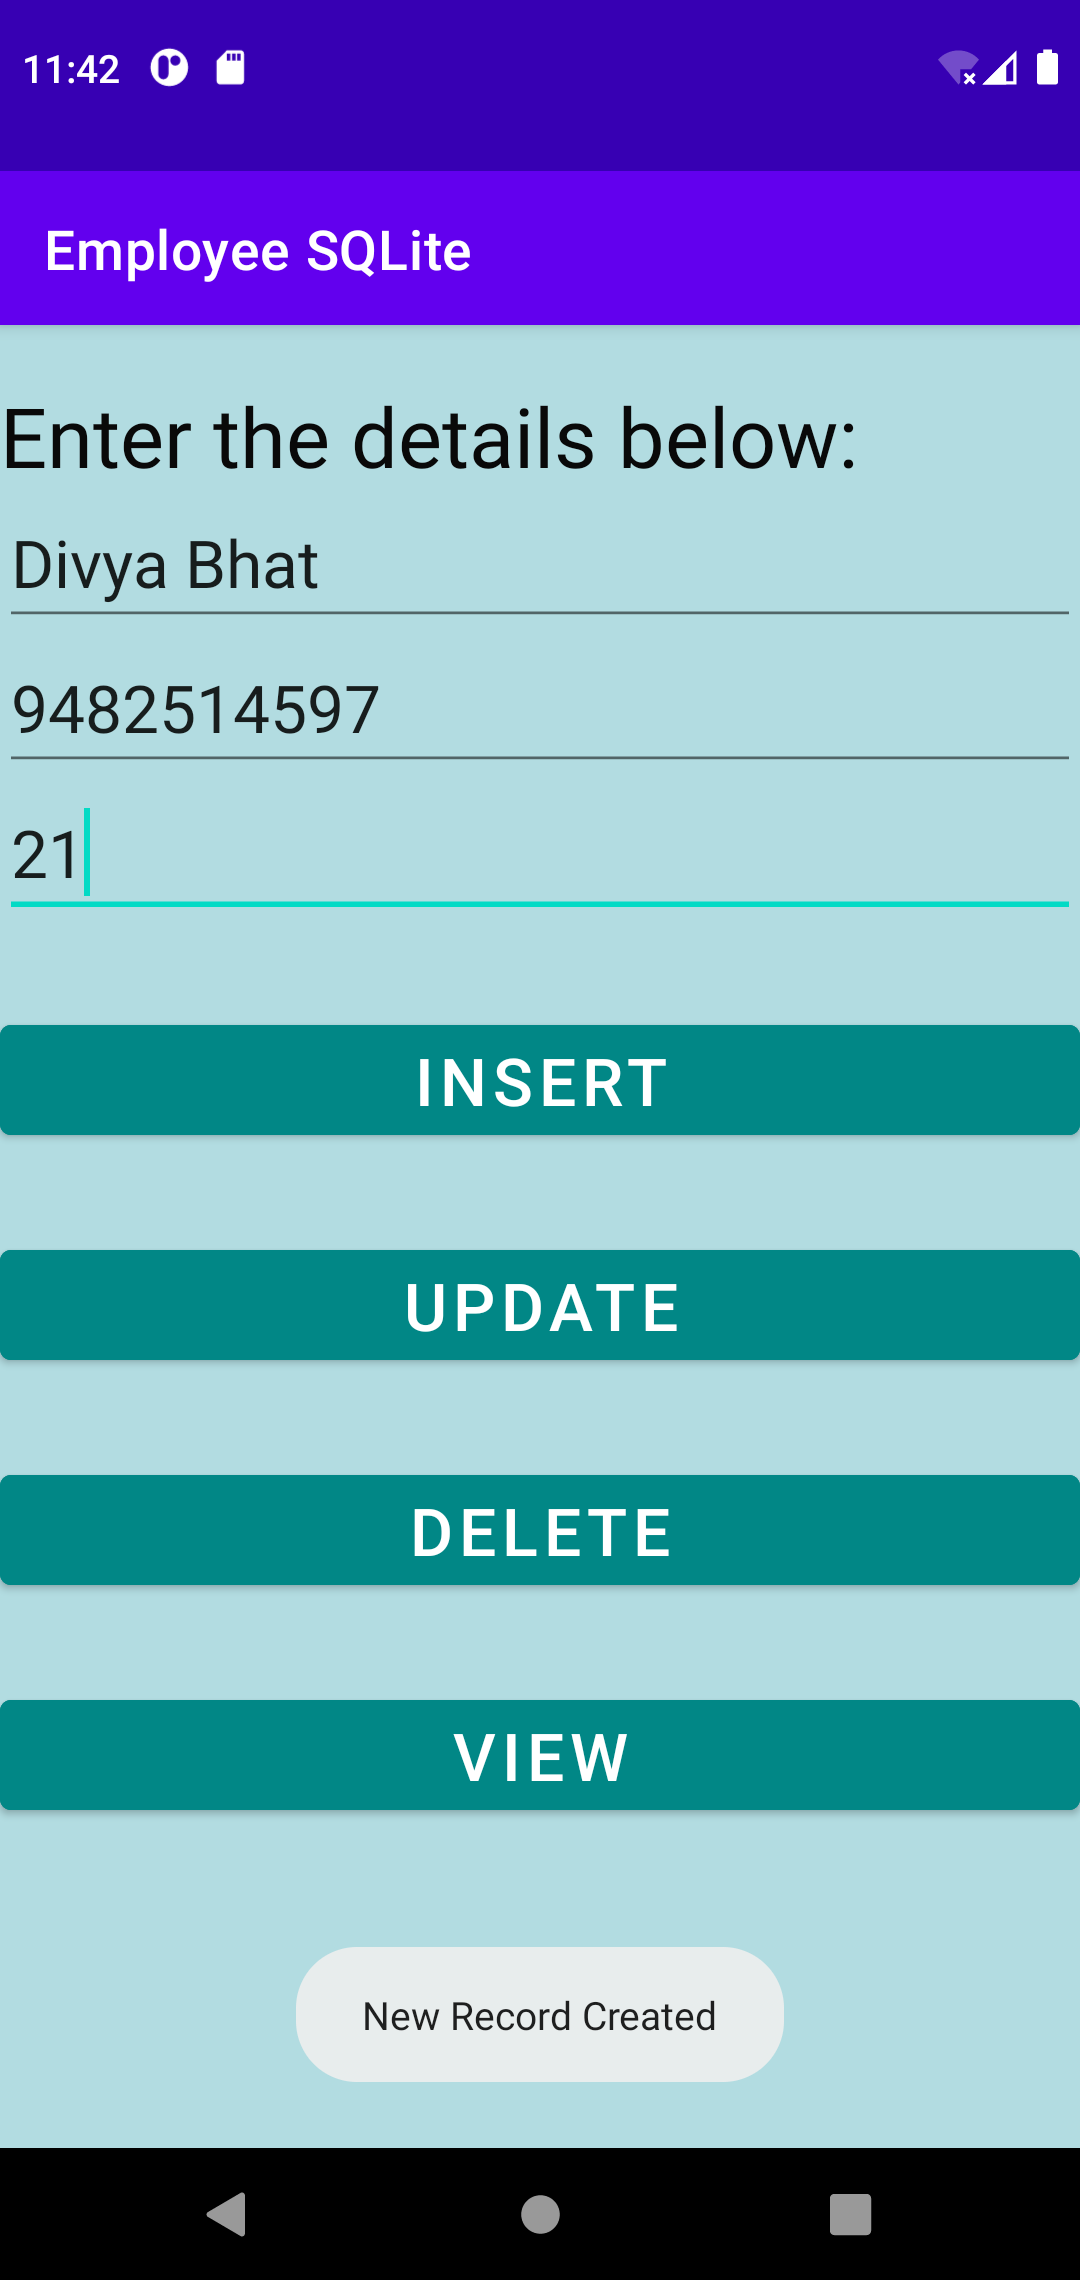 11:42
Employee SQLite
Enter the details below:
Divya Bhat
9482514597
21
INSERT
UPDATE
DELETE
VIEW
New Record Created